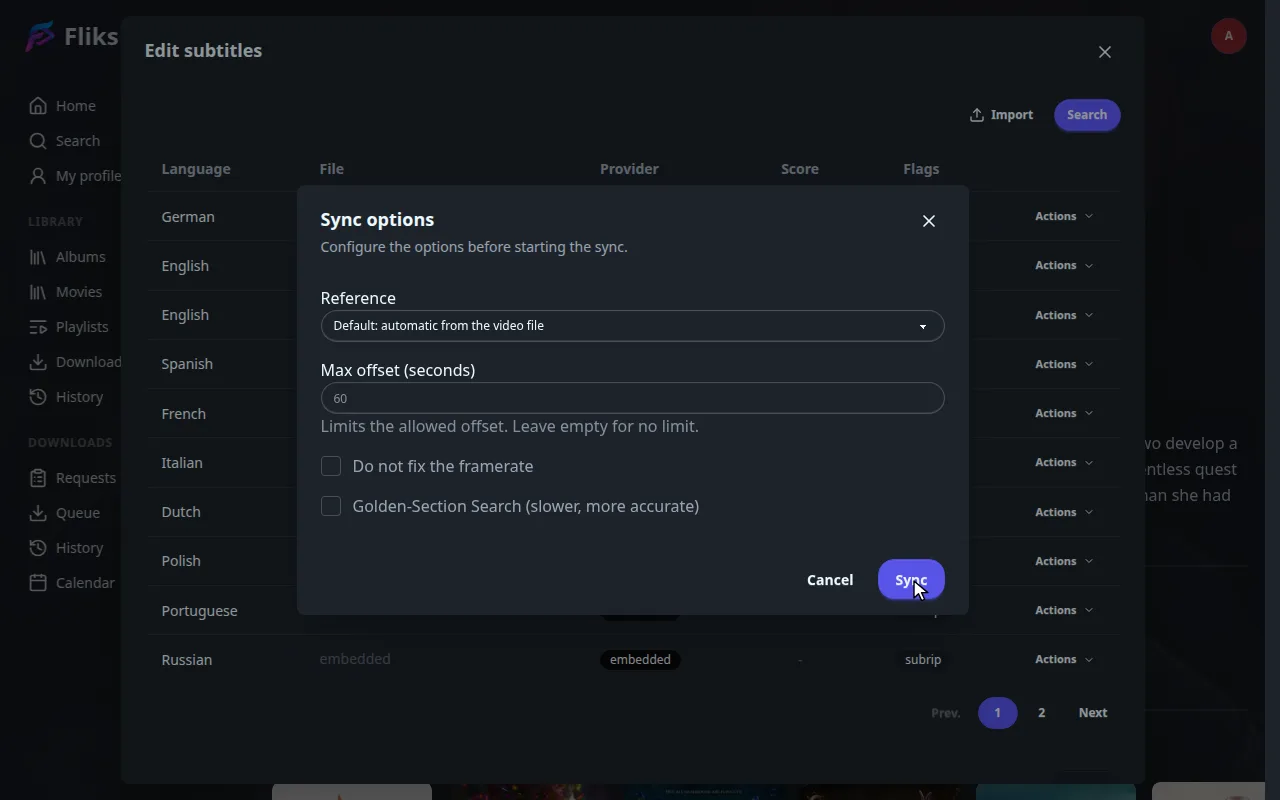 Fliks
Edit subtitles
A
Home
Search
My profile
LIBRARY
Albums
Movies
Playlists
Download
History
DOWNLOADS
Requests
Queue
History
Calendar
Import
Search
Language File Provider Score Flags
German Actions
English Actions
English Actions
Spanish Actions
French Actions
Italian Actions
Dutch Actions
Polish Actions
Portuguese Actions
Russian embedded embedded - subrip Actions
Prev. 1 2 Next
Sync options
Configure the options before starting the sync.
Reference
Default: automatic from the video file
Max offset (seconds)
60
Limits the allowed offset. Leave empty for no limit.
Do not fix the framerate
Golden-Section Search (slower, more accurate)
Cancel Sync
develop a
quest
she had